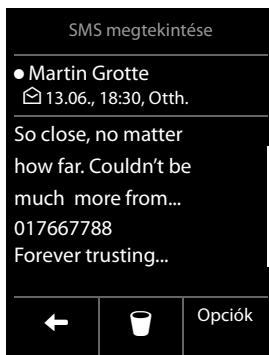 SMS megtekintése
Martin Grotte
13.06., 18:30, Otth.
So close, no matter
how far. Couldn't be
much more from...
017667788
Forever trusting...
Opciók